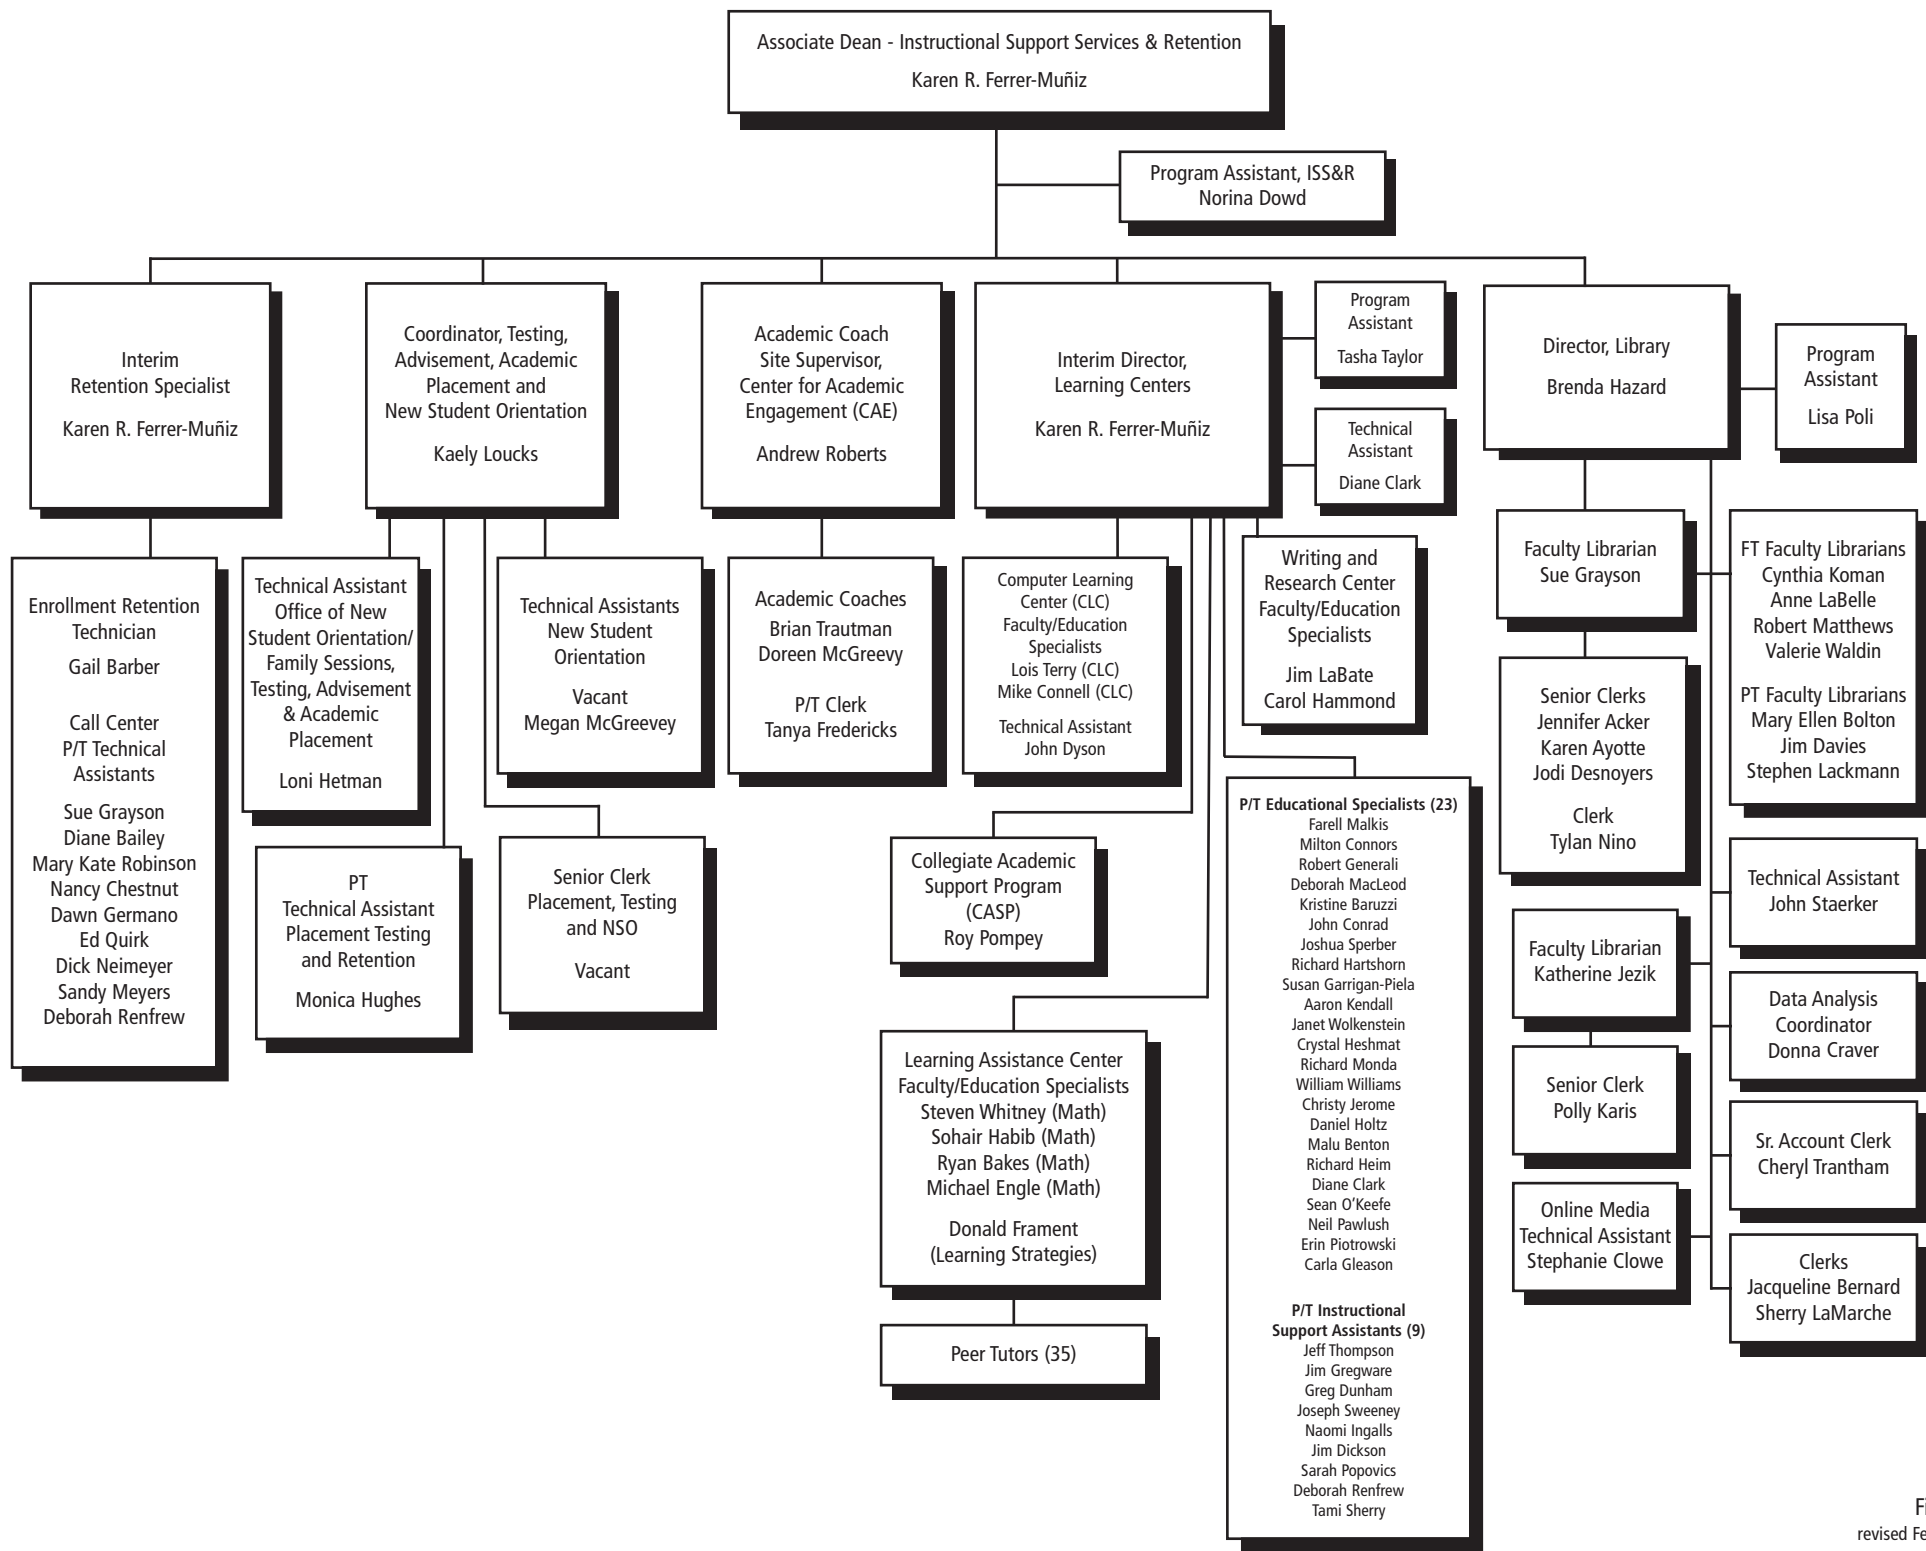 Associate Dean - Instructional Support Services & Retention
Karen R. Ferrer-Muñiz
Program Assistant, ISS&R
Norina Dowd
Interim
Retention Specialist
Karen R. Ferrer-Muñiz
Coordinator, Testing,
Advisement, Academic
Placement and
New Student Orientation
Kaely Loucks
Academic Coach
Site Supervisor,
Center for Academic
Engagement (CAE)
Andrew Roberts
Interim Director,
Learning Centers
Karen R. Ferrer-Muñiz
Program
Assistant
Tasha Taylor
Technical
Assistant
Diane Clark
Director, Library
Brenda Hazard
Program
Assistant
Lisa Poli
Enrollment Retention
Technician
Gail Barber
Call Center
P/T Technical
Assistants
Sue Grayson
Diane Bailey
Mary Kate Robinson
Nancy Chestnut
Dawn Germano
Ed Quirk
Dick Neimeyer
Sandy Meyers
Deborah Renfrew
Technical Assistant
Office of New
Student Orientation/
Family Sessions,
Testing, Advisement
& Academic
Placement
Loni Hetman
Technical Assistants
New Student
Orientation
Vacant
Megan McGreevey
PT
Technical Assistant
Placement Testing
and Retention
Monica Hughes
Senior Clerk
Placement, Testing
and NSO
Vacant
Academic Coaches
Brian Trautman
Doreen McGreevy
P/T Clerk
Tanya Fredericks
Computer Learning
Center (CLC)
Faculty/Education
Specialists
Lois Terry (CLC)
Mike Connell (CLC)
Technical Assistant
John Dyson
Writing and
Research Center
Faculty/Education
Specialists
Jim LaBate
Carol Hammond
Collegiate Academic
Support Program
(CASP)
Roy Pompey
Learning Assistance Center
Faculty/Education Specialists
Steven Whitney (Math)
Sohair Habib (Math)
Ryan Bakes (Math)
Michael Engle (Math)
Donald Frament
(Learning Strategies)
Peer Tutors (35)
P/T Educational Specialists (23)
Farell Malkis
Milton Connors
Robert Generali
Deborah MacLeod
Kristine Baruzzi
John Conrad
Joshua Sperber
Richard Hartshorn
Susan Garrigan-Piela
Aaron Kendall
Janet Wolkenstein
Crystal Heshmat
Richard Monda
William Williams
Christy Jerome
Daniel Holtz
Malu Benton
Richard Heim
Diane Clark
Sean O'Keefe
Neil Pawlush
Erin Piotrowski
Carla Gleason
P/T Instructional
Support Assistants (9)
Jeff Thompson
Jim Gregware
Greg Dunham
Joseph Sweeney
Naomi Ingalls
Jim Dickson
Sarah Popovics
Deborah Renfrew
Tami Sherry
Faculty Librarian
Sue Grayson
Senior Clerks
Jennifer Acker
Karen Ayotte
Jodi Desnoyers
Clerk
Tylan Nino
Faculty Librarian
Katherine Jezik
Senior Clerk
Polly Karis
Online Media
Technical Assistant
Stephanie Clowe
FT Faculty Librarians
Cynthia Koman
Anne LaBelle
Robert Matthews
Valerie Waldin
PT Faculty Librarians
Mary Ellen Bolton
Jim Davies
Stephen Lackmann
Technical Assistant
John Staerker
Data Analysis
Coordinator
Donna Craver
Sr. Account Clerk
Cheryl Trantham
Clerks
Jacqueline Bernard
Sherry LaMarche
revised